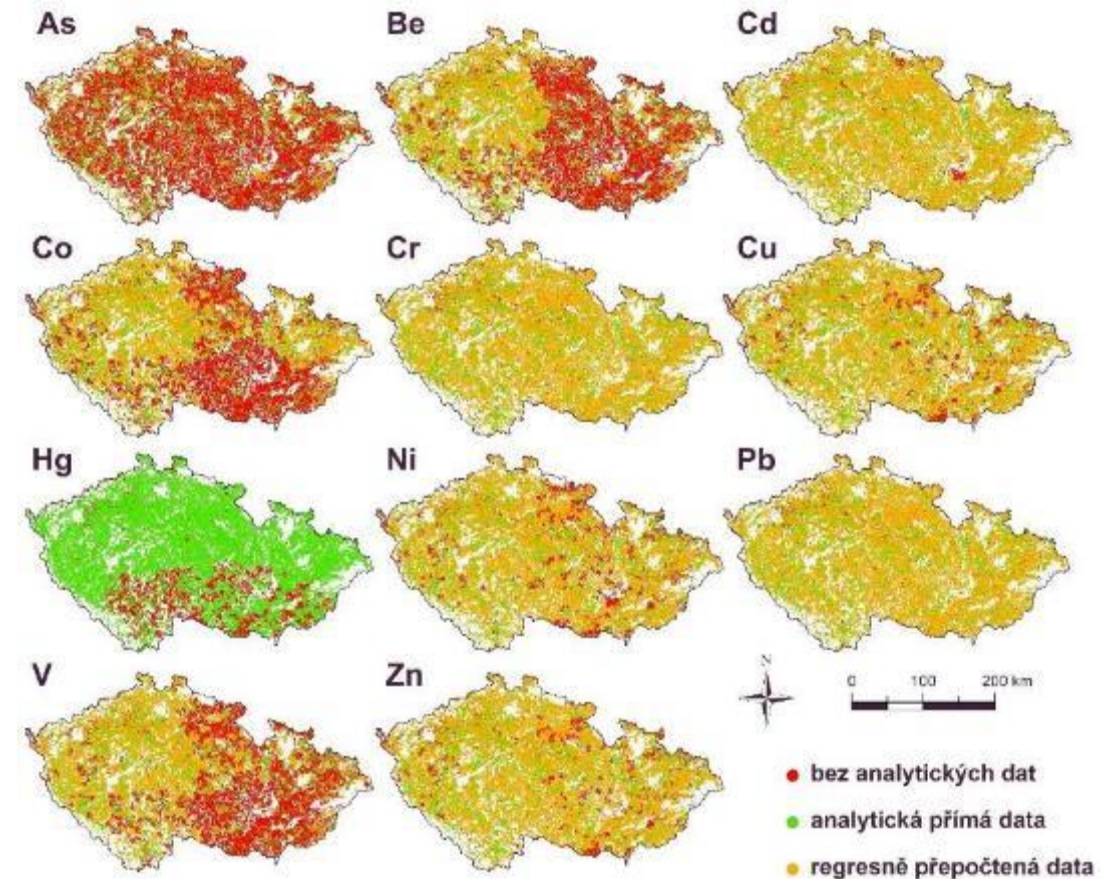 As Be Cd
Co Cr Cu
Hg Ni Pb
V Zn
N
0 100 200 km
bez analytických dat
analytická přímá data
regresně přepočtená data